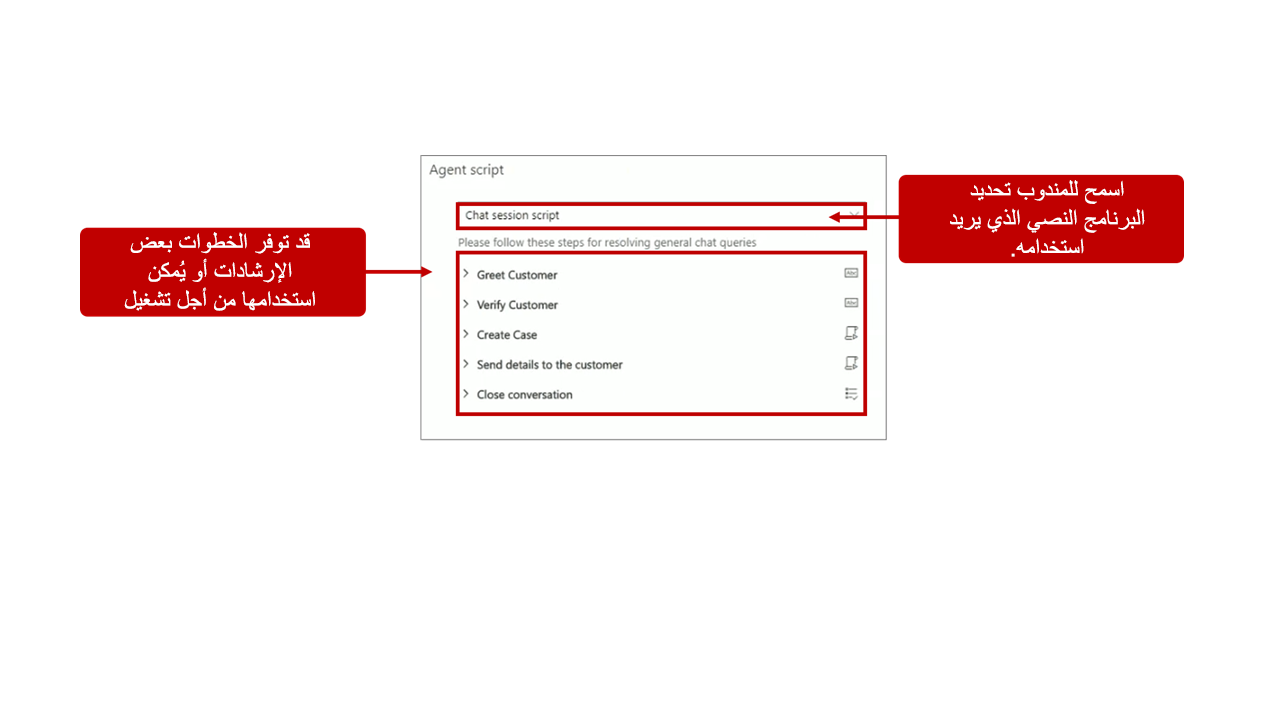 Agent script
Chat session script
Please follow these steps for resolving general chat queries
Greet Customer
Verify Customer
Create Case
Send details to the customer
Close conversation
اسمح للمندوب تحديد
البرنامج النصي الذي يريد
استخدامه.
قد توفر الخطوات بعض
الإرشادات أو يُمكن
استخدامها من أجل تشغيل